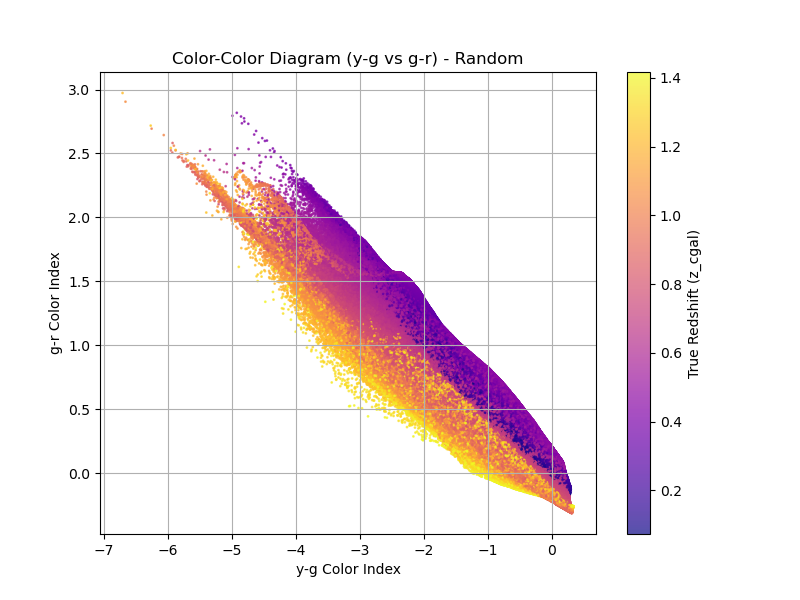 Color-Color Diagram (y-g vs g-r) - Random
3.0
2.5
2.0
1.5
1.0
0.5
0.0
g-r Color Index
−7 −6 −5 −4 −3 −2 −1 0
y-g Color Index
1.4
1.2
1.0
0.8
0.6
0.4
0.2
True Redshift (z_cgal)